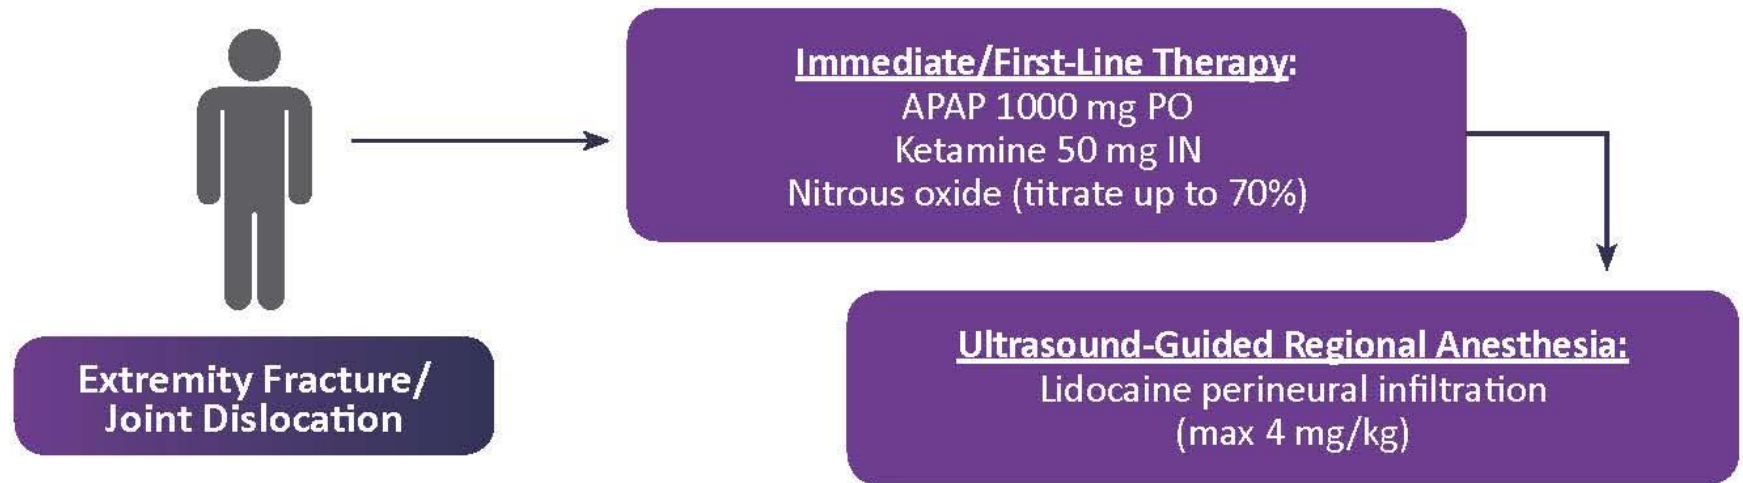 Immediate/First-Line Therapy:
APAP 1000 mg PO
Ketamine 50 mg IN
Nitrous oxide (titrate up to 70%)
Extremity Fracture/
Joint Dislocation
Ultrasound-Guided Regional Anesthesia:
Lidocaine perineural infiltration
(max 4 mg/kg)